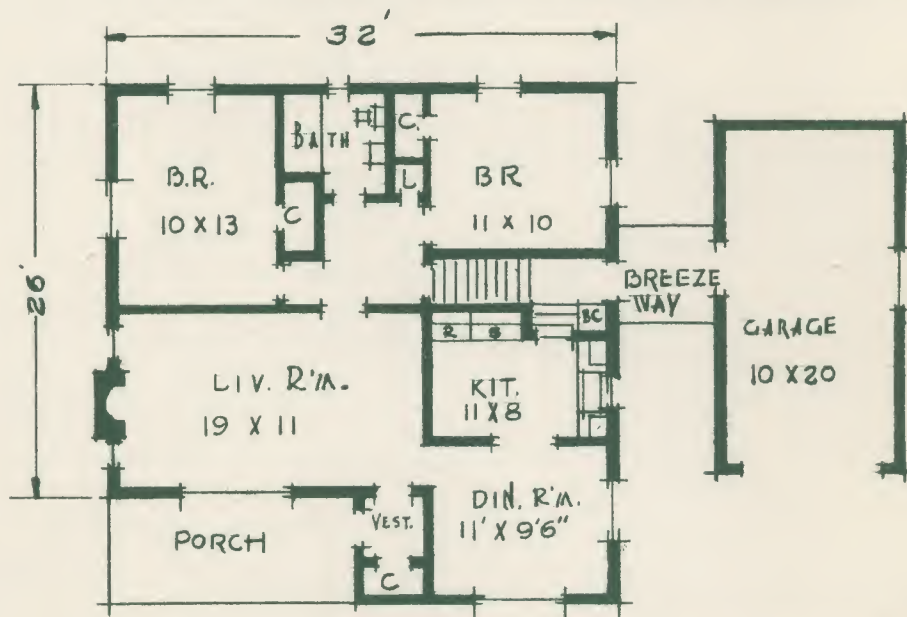 32'
26'
B.R.
10 X 13
BATH
C.
L
C
BR
11 X 10
BREEZE
WAY
GARAGE
10 X 20
R
BC
LIV. R'M.
19 X 11
KIT.
11 X 8
DIN. R'M.
11' X 9'6"
VEST.
C
PORCH